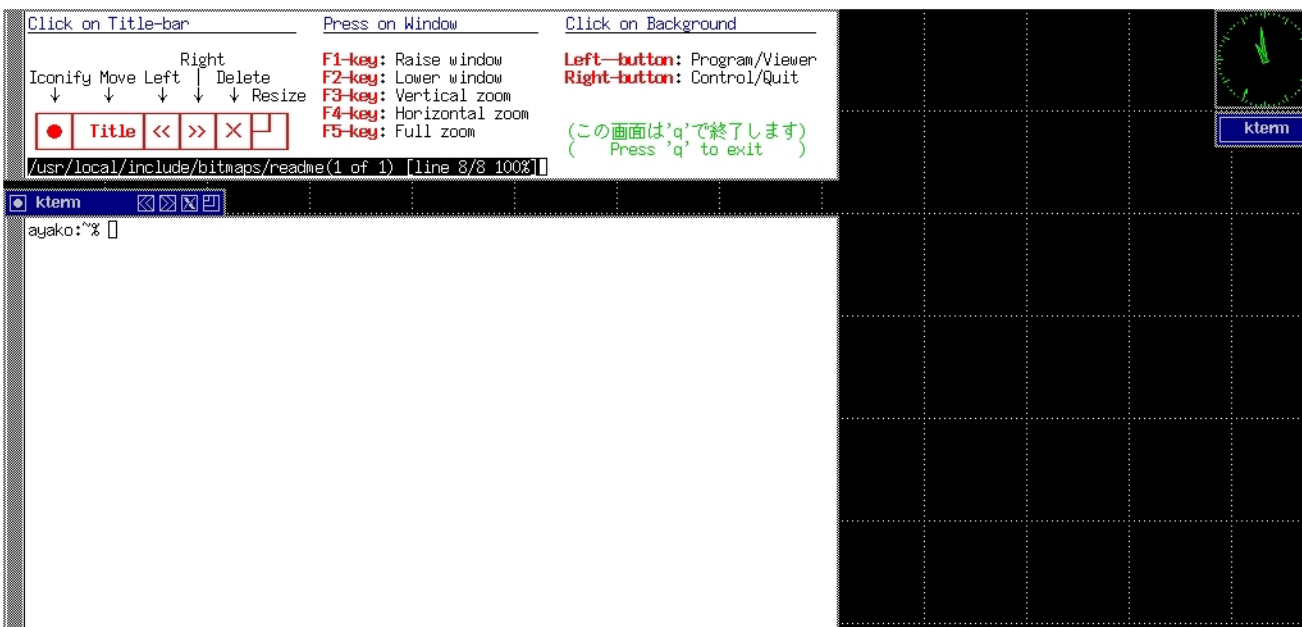 Click on Title-bar
Press on Window
Click on Background
Right
Iconify Move Left Delete
Resize
Title << >>
F1-key: Raise window
F2-key: Lower window
F3-key: Vertical zoom
F4-key: Horizontal zoom
F5-key: Full zoom
Left—button: Program/Viewer
Right-button: Control/Quit
(この画面は'q'で終了します)
( Press 'q' to exit )
/usr/local/include/bitmaps/readme(1 of 1) [line 8/8 100%]
kterm
kterm
ayako:~%